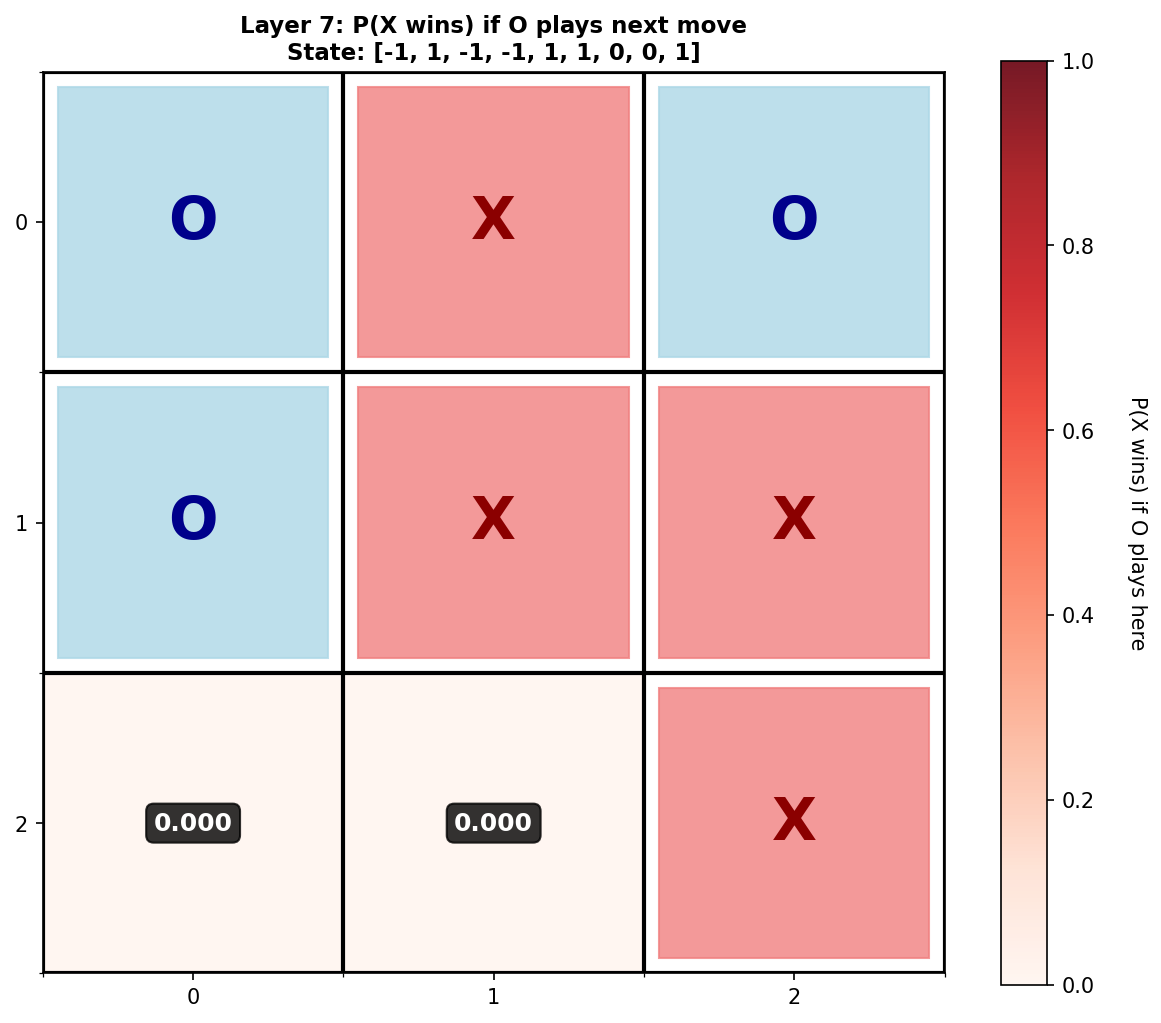 Layer 7: P(X wins) if O plays next move
State: [-1, 1, -1, -1, 1, 1, 0, 0, 1]
O X O
0
O X X
1
0.000 0.000 X
2
0 1 2
1.0
0.8
0.6
0.4
0.2
0.0
P(X wins) if O plays here